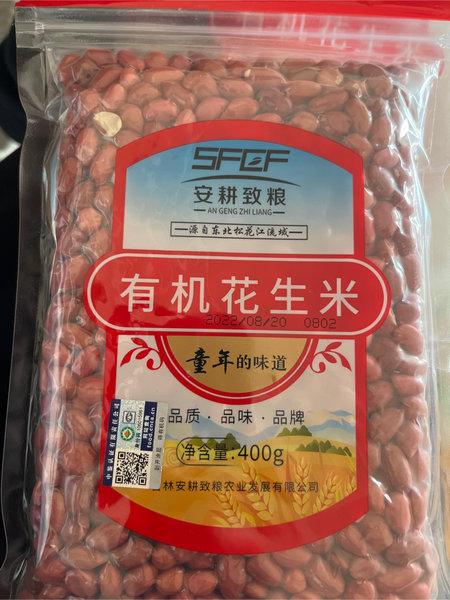 SFCF
安耕致粮
AN GENG ZHI LIANG
源自东北松花江流域
有机花生米
2022/08/20 0802
童年的味道
品质·品味·品牌
净含量:400g
林安耕致粮农业发展有限公司